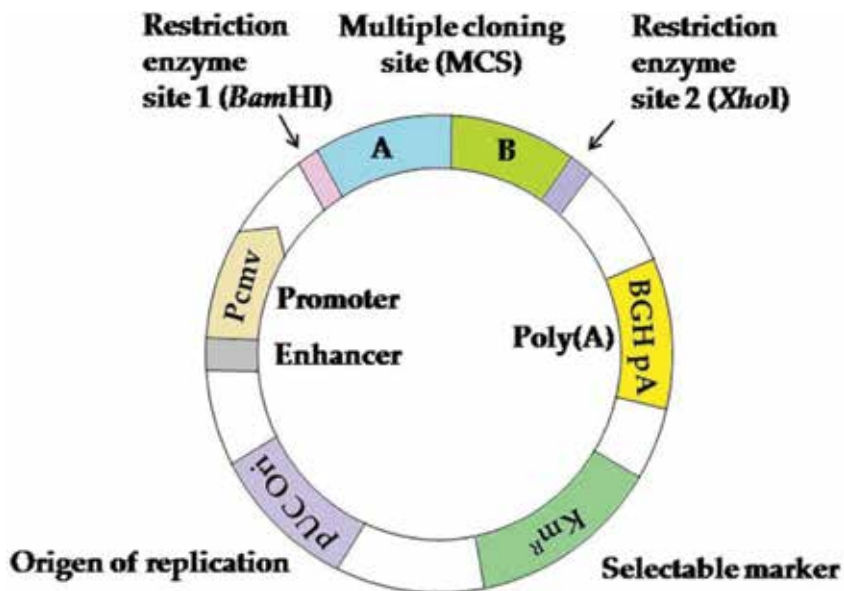 Restriction
enzyme
site 1 (BamHI)
Multiple cloning
site (MCS)
Restriction
enzyme
site 2 (XhoI)
A
B
Pcmv
Promoter
Enhancer
Poly(A)
BGH pA
pUC Ori
Km^R
Origen of replication
Selectable marker